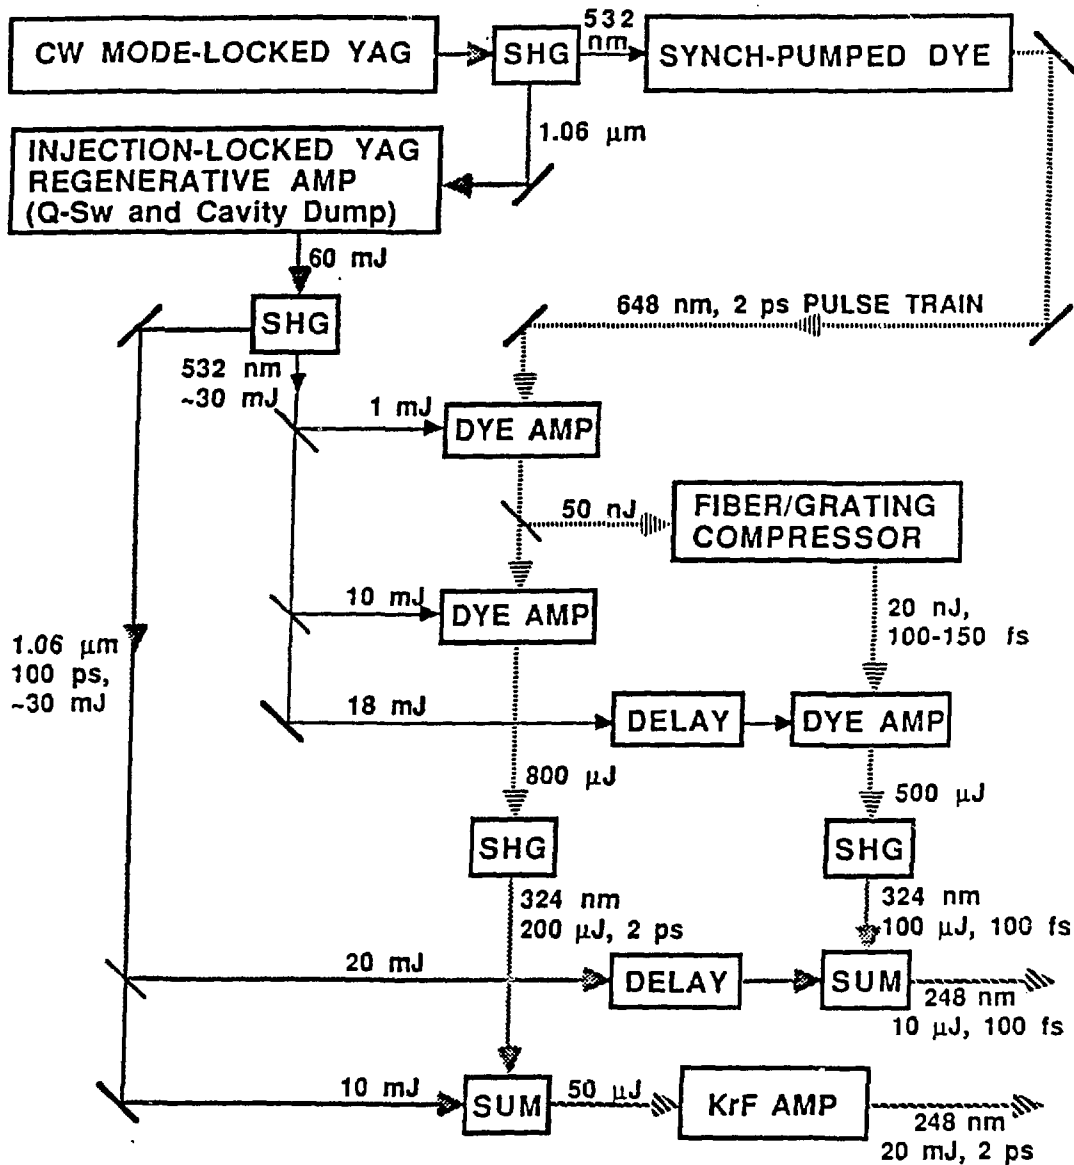 CW MODE-LOCKED YAG
SHG
532
nm
SYNCH-PUMPED DYE
1.06 μm
INJECTION-LOCKED YAG
REGENERATIVE AMP
(Q-Sw and Cavity Dump)
60 mJ
SHG
648 nm, 2 ps PULSE TRAIN
532 nm
~30 mJ
1 mJ
DYE AMP
50 nJ
FIBER/GRATING
COMPRESSOR
10 mJ
DYE AMP
20 nJ,
100-150 fs
1.06 μm
100 ps,
~30 mJ
18 mJ
DELAY
DYE AMP
800 μJ
500 μJ
SHG
SHG
324 nm
200 μJ, 2 ps
324 nm
100 μJ, 100 fs
20 mJ
DELAY
SUM
248 nm
10 μJ, 100 fs
10 mJ
SUM
50 μJ
KrF AMP
248 nm
20 mJ, 2 ps